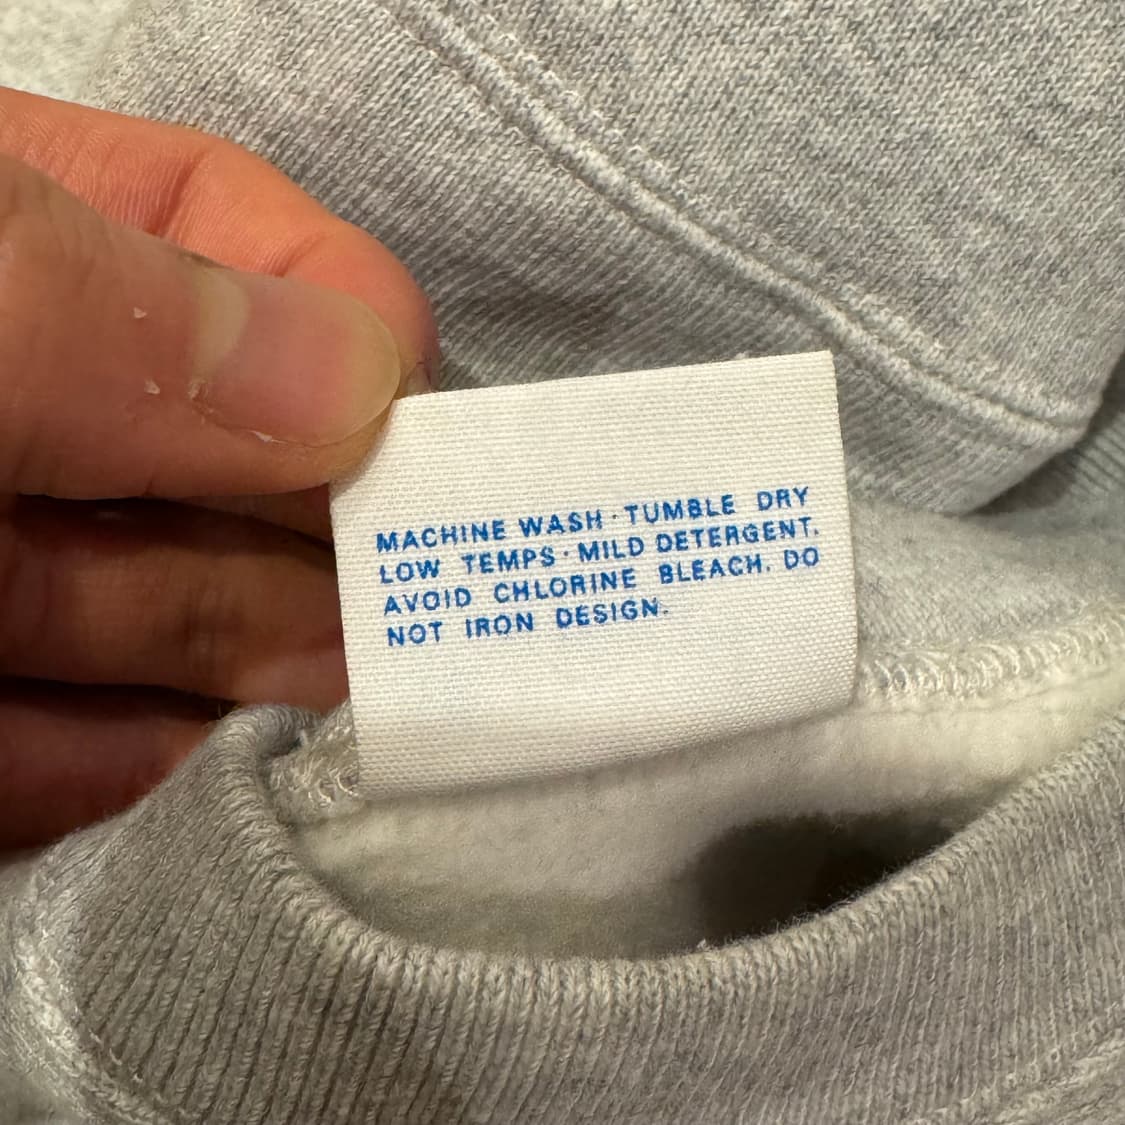 MACHINE WASH · TUMBLE DRY
LOW TEMPS · MILD DETERGENT.
AVOID CHLORINE BLEACH. DO
NOT IRON DESIGN.